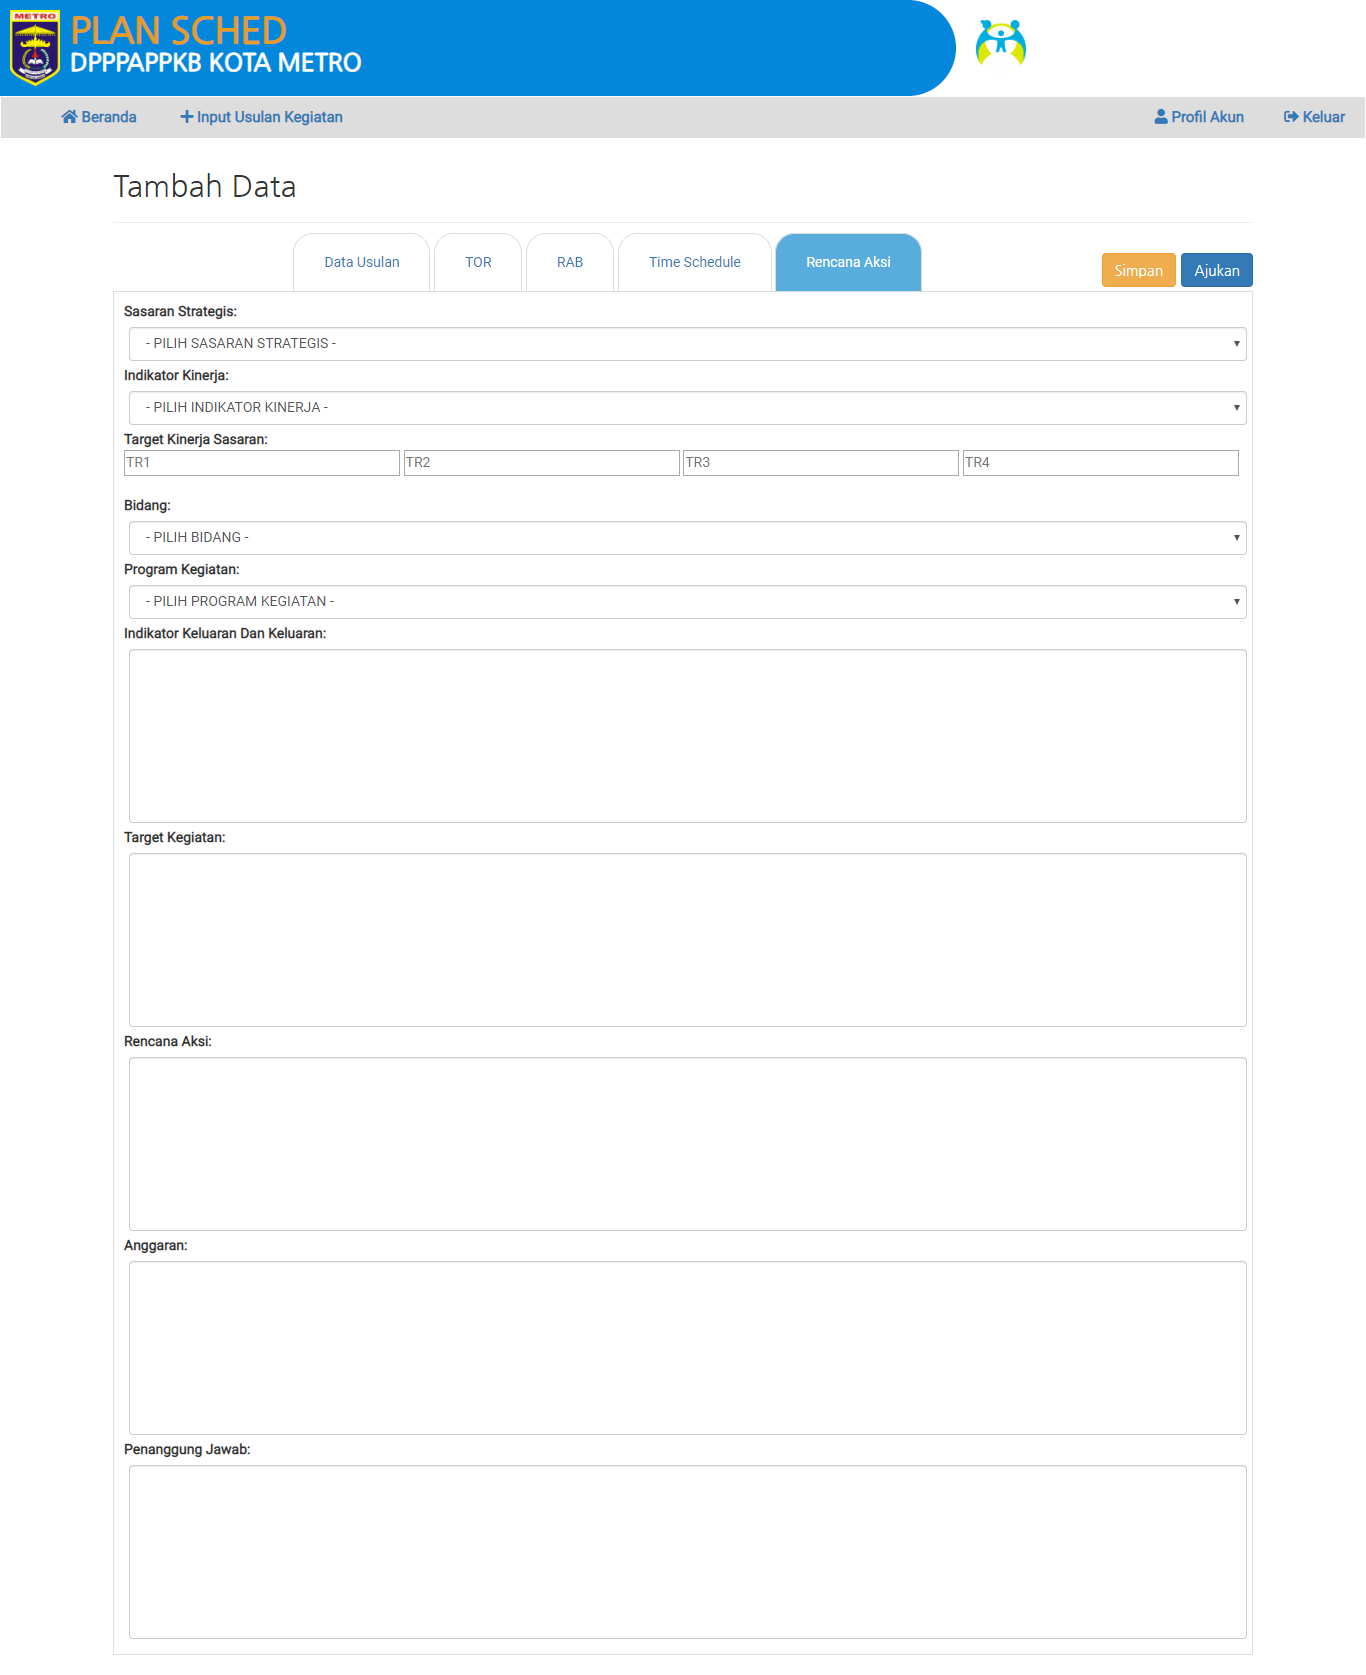 METRO
PLAN SCHED
DPPPAPPKB KOTA METRO
Beranda
Input Usulan Kegiatan
Profil Akun
Keluar
Tambah Data
Data Usulan
TOR
RAB
Time Schedule
Rencana Aksi
Simpan
Ajukan
Sasaran Strategis:
- PILIH SASARAN STRATEGIS -
Indikator Kinerja:
- PILIH INDIKATOR KINERJA -
Target Kinerja Sasaran:
TR1
TR2
TR3
TR4
Bidang:
- PILIH BIDANG -
Program Kegiatan:
- PILIH PROGRAM KEGIATAN -
Indikator Keluaran Dan Keluaran:
Target Kegiatan:
Rencana Aksi:
Anggaran:
Penanggung Jawab: